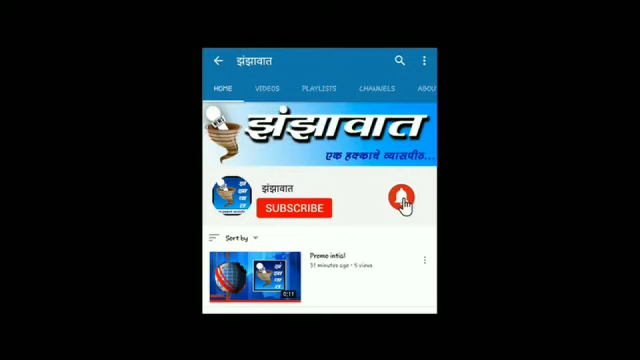 झंझावात
HOME VIDEOS PLAYLISTS CHANNELS ABOU
झंझावात
एक हक्काचे व्यासपीठ...
झंझावात
SUBSCRIBE
Sort by
Promo intial
31 minutes ago • 5 views
0:11